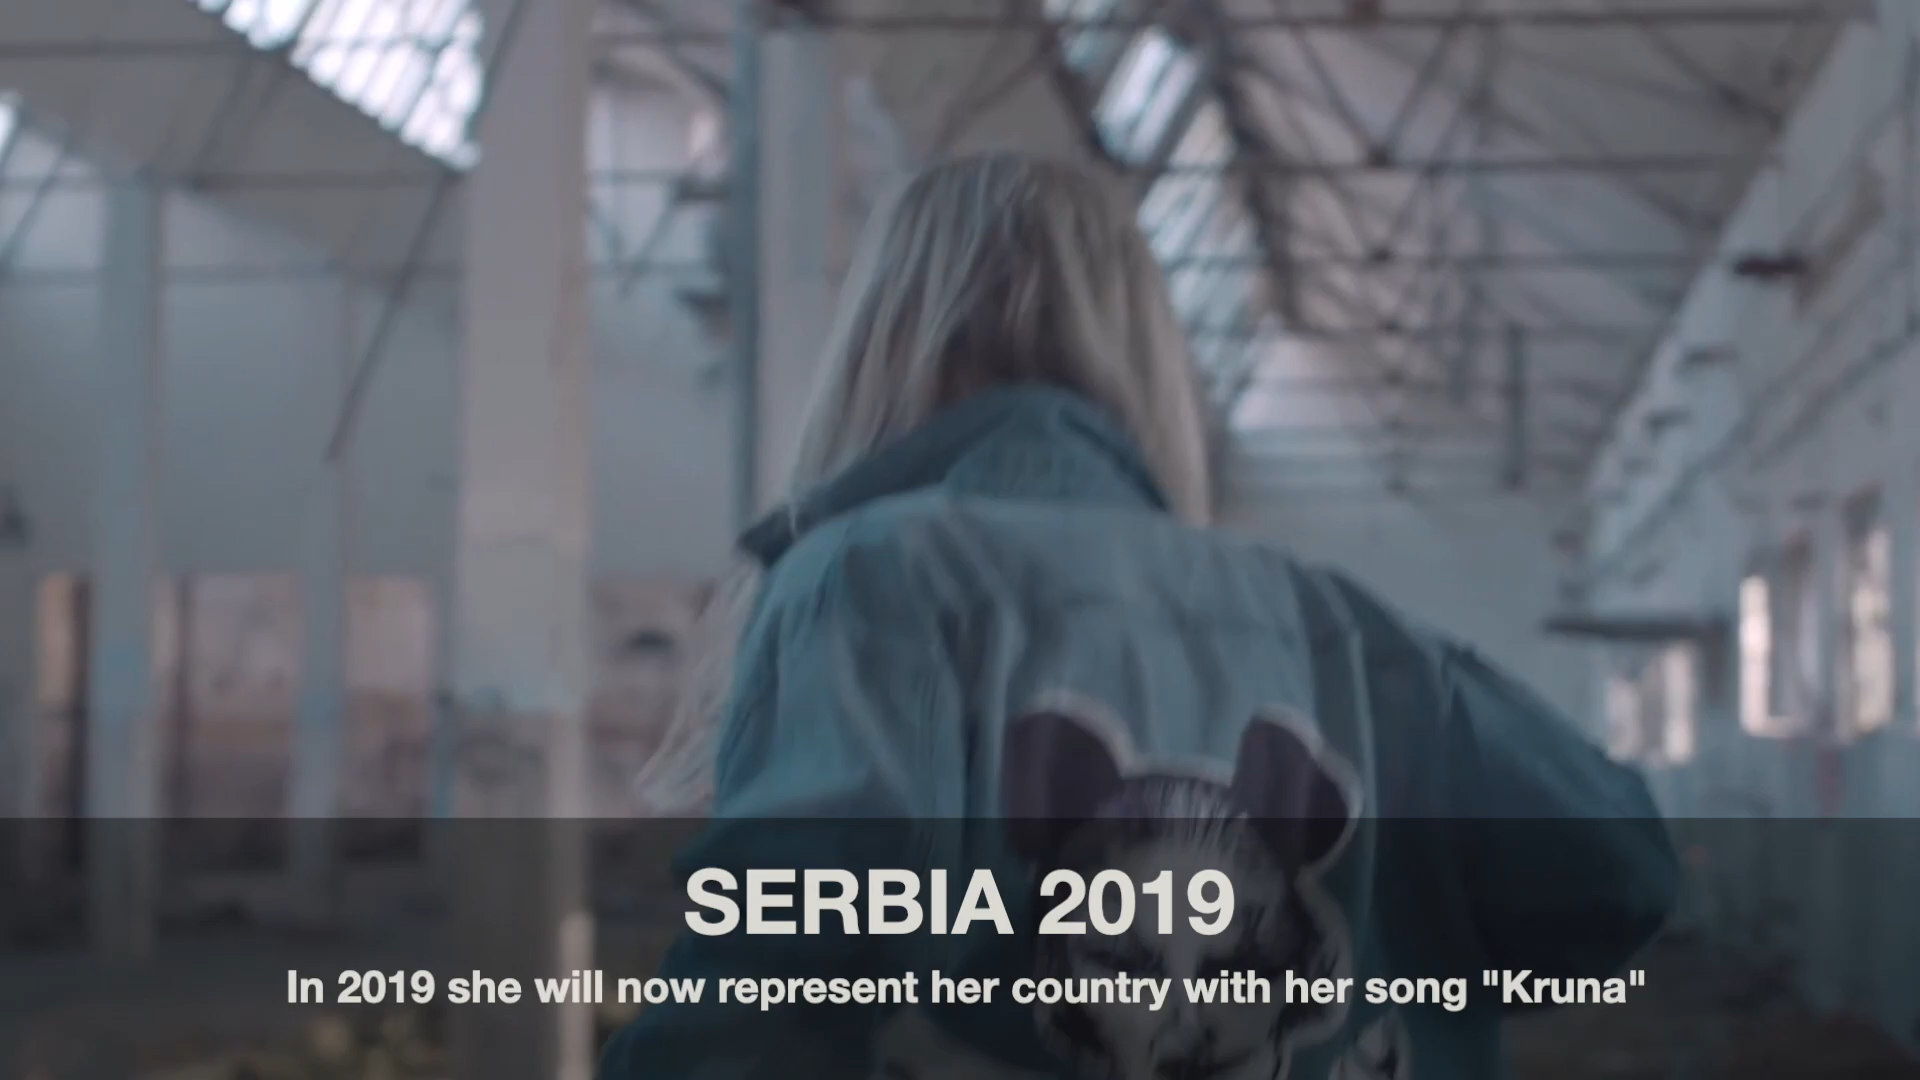 SERBIA 2019
In 2019 she will now represent her country with her song "Kruna"